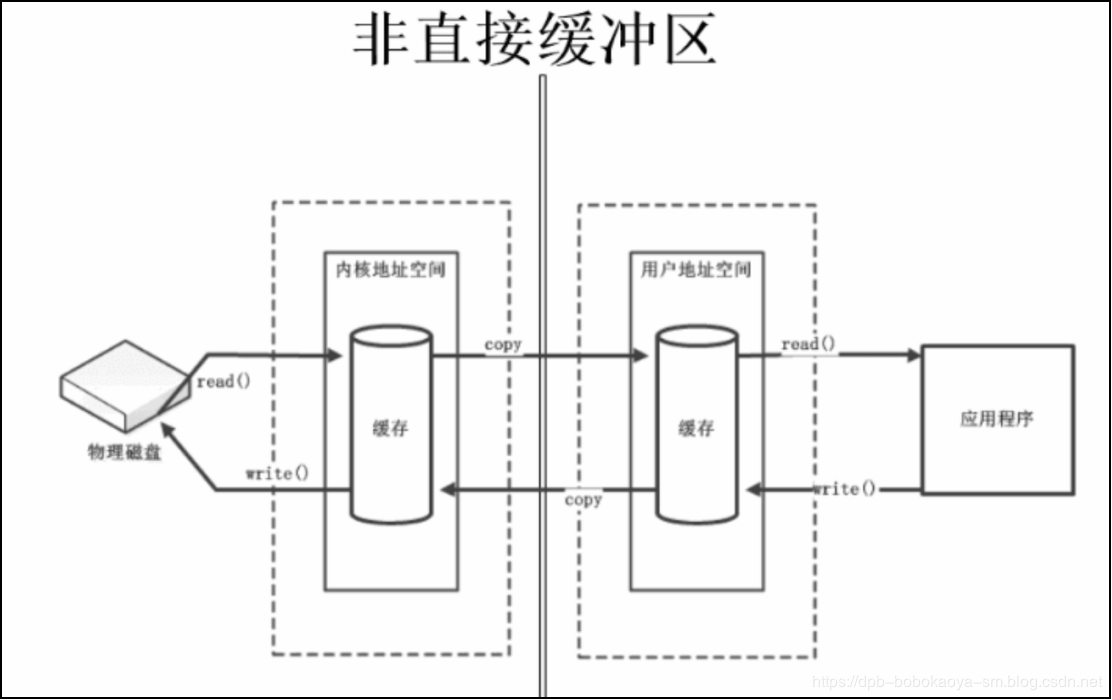 非直接缓冲区
内核地址空间
用户地址空间
copy
read()
read()
缓存
缓存
应用程序
物理磁盘
write()
copy
write()
https://dpb-bobokaoya-sm.blog.csdn.net